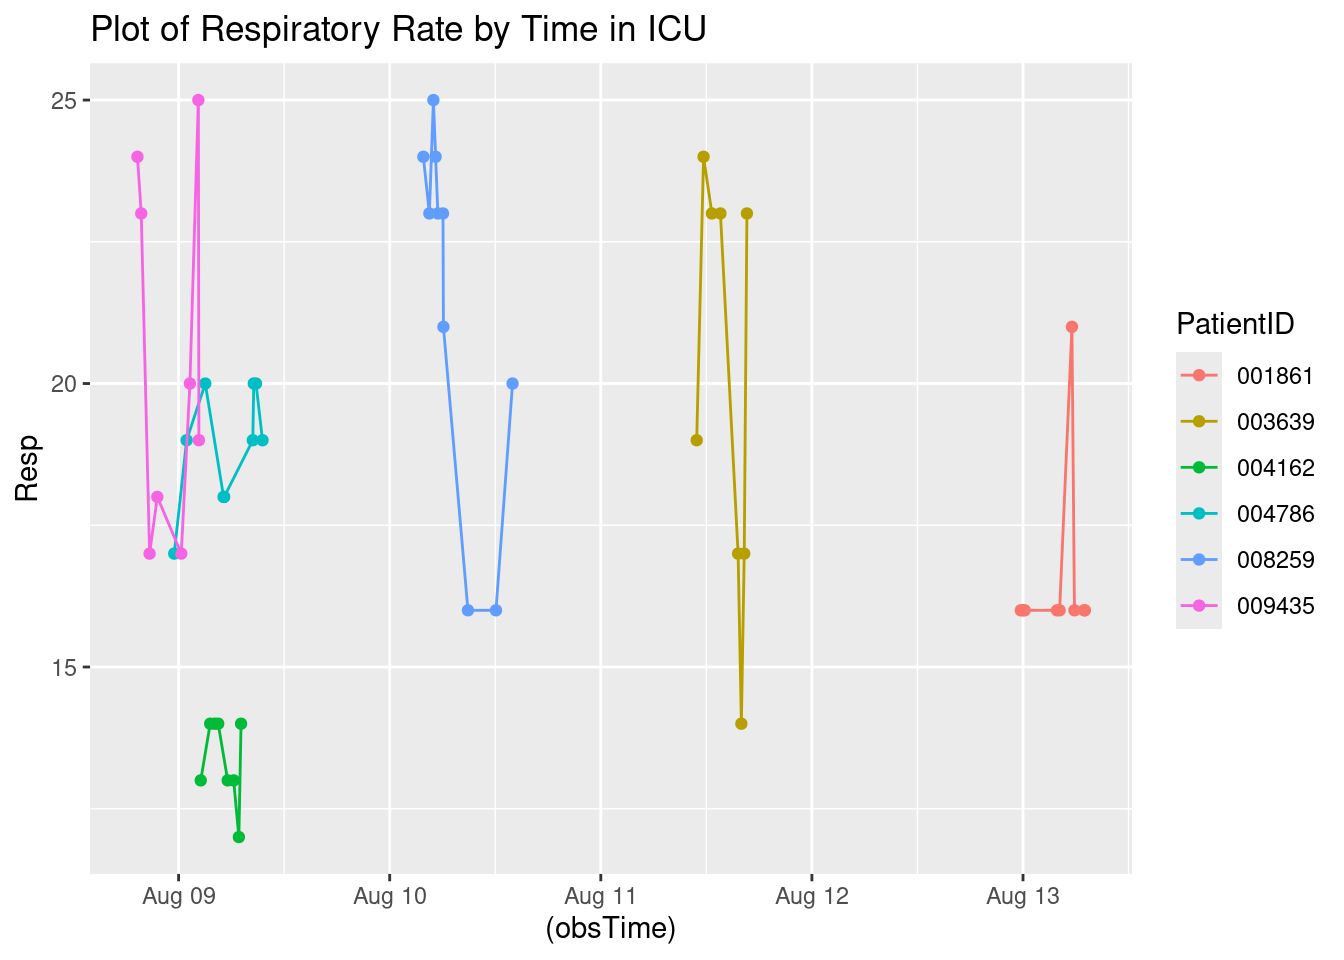 Plot of Respiratory Rate by Time in ICU
25
20
15
Resp
Aug 09
Aug 10
Aug 11
Aug 12
Aug 13
(obsTime)
PatientID
001861
003639
004162
004786
008259
009435